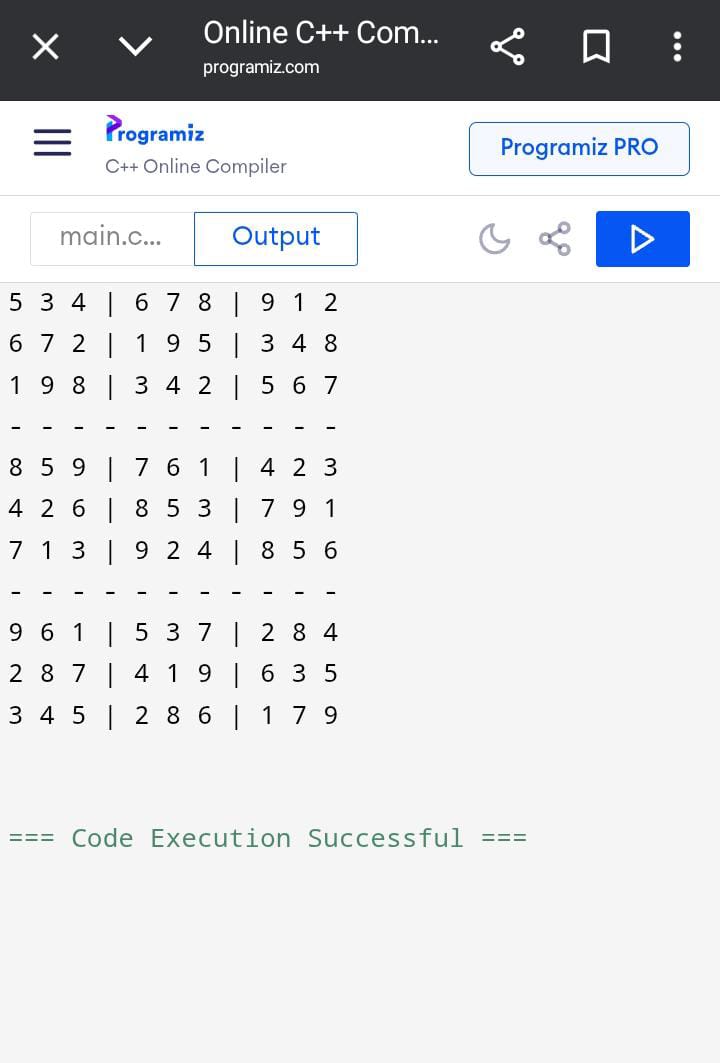 Online C++ Com...
programiz.com
Programiz
C++ Online Compiler
Programiz PRO
main.c...
Output
5 3 4 | 6 7 8 | 9 1 2
6 7 2 | 1 9 5 | 3 4 8
1 9 8 | 3 4 2 | 5 6 7
- - - - - - - - - - -
8 5 9 | 7 6 1 | 4 2 3
4 2 6 | 8 5 3 | 7 9 1
7 1 3 | 9 2 4 | 8 5 6
- - - - - - - - - - -
9 6 1 | 5 3 7 | 2 8 4
2 8 7 | 4 1 9 | 6 3 5
3 4 5 | 2 8 6 | 1 7 9
=== Code Execution Successful ===